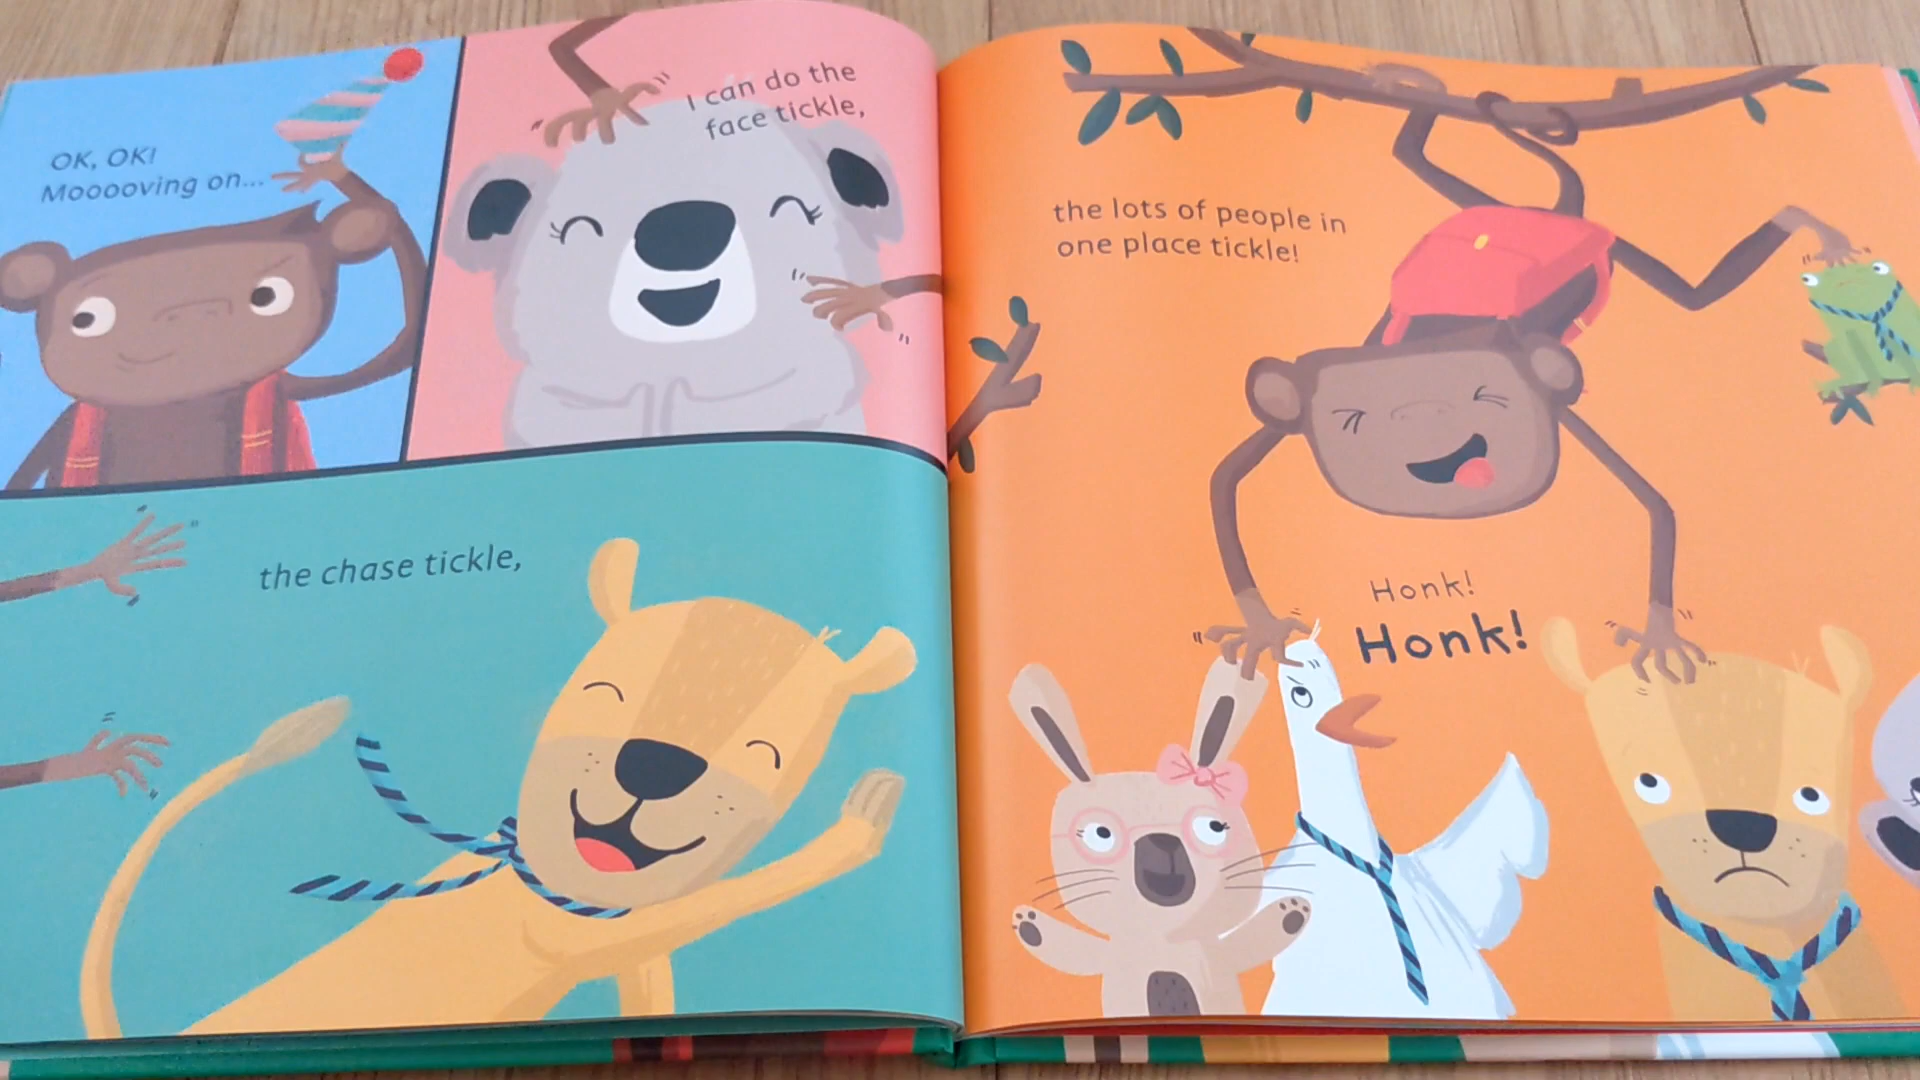 OK, OK!
Mooooving on...
I can do the
face tickle,
the chase tickle,
the lots of people in
one place tickle!
Honk!
Honk!